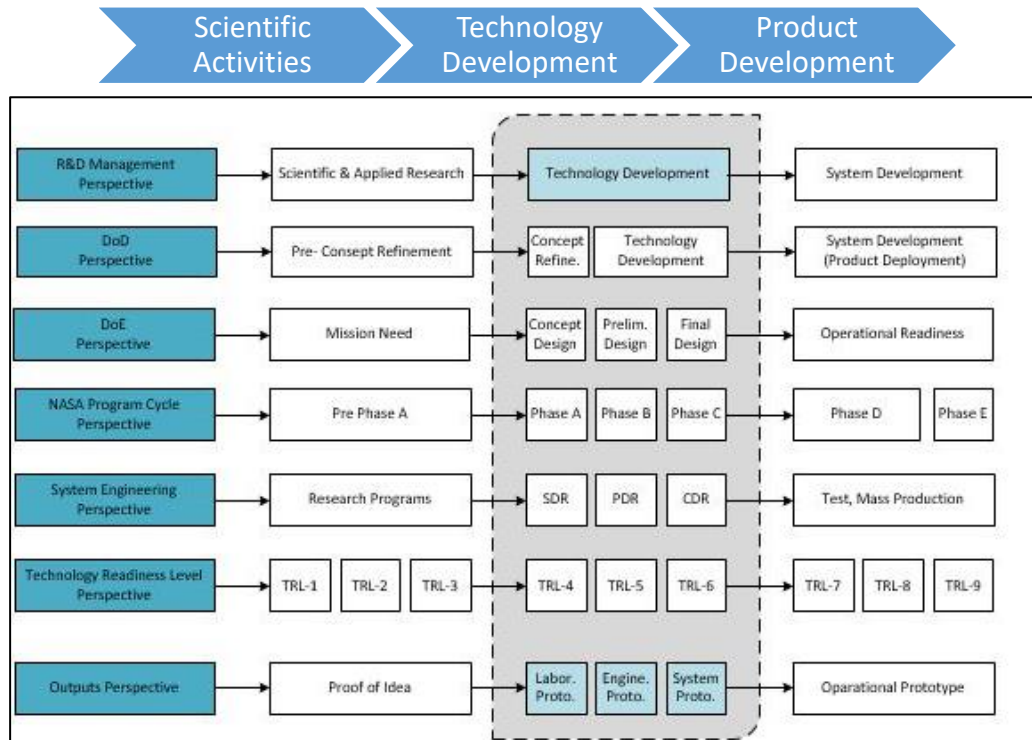 Scientific
Activities
Technology
Development
Product
Development
R&D Management
Perspective
Scientific & Applied Research
Technology Development
System Development
DoD
Perspective
Pre- Consept Refinement
Concept
Refine.
Technology
Development
System Development
(Product Deployment)
DoE
Perspective
Mission Need
Concept
Design
Prelim.
Design
Final
Design
Operational Readiness
NASA Program Cycle
Perspective
Pre Phase A
Phase A
Phase B
Phase C
Phase D
Phase E
System Engineering
Perspective
Research Programs
SDR
PDR
CDR
Test, Mass Production
Technology Readiness Level
Perspective
TRL-1
TRL-2
TRL-3
TRL-4
TRL-5
TRL-6
TRL-7
TRL-8
TRL-9
Outputs Perspective
Proof of Idea
Labor.
Proto.
Engine.
Proto.
System
Proto.
Oparational Prototype